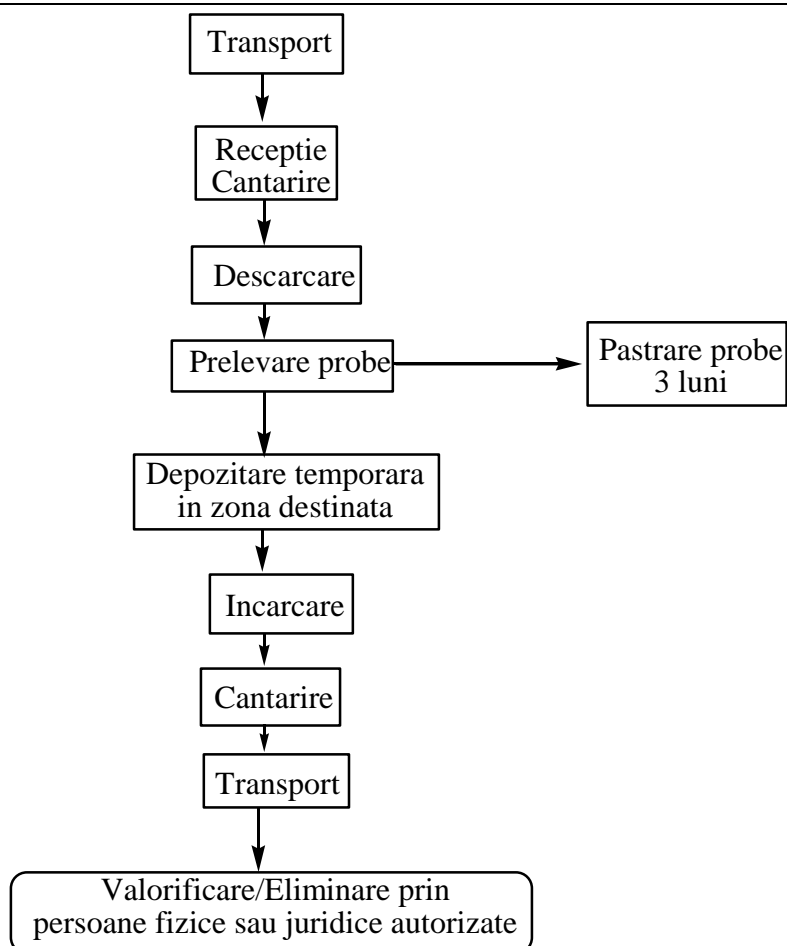 Transport
Receptie
Cantarire
Descarcare
Prelevare probe
Pastrare probe
3 luni
Depozitare temporara
in zona destinata
Incarcare
Cantarire
Transport
Valorificare/Eliminare prin
persoane fizice sau juridice autorizate